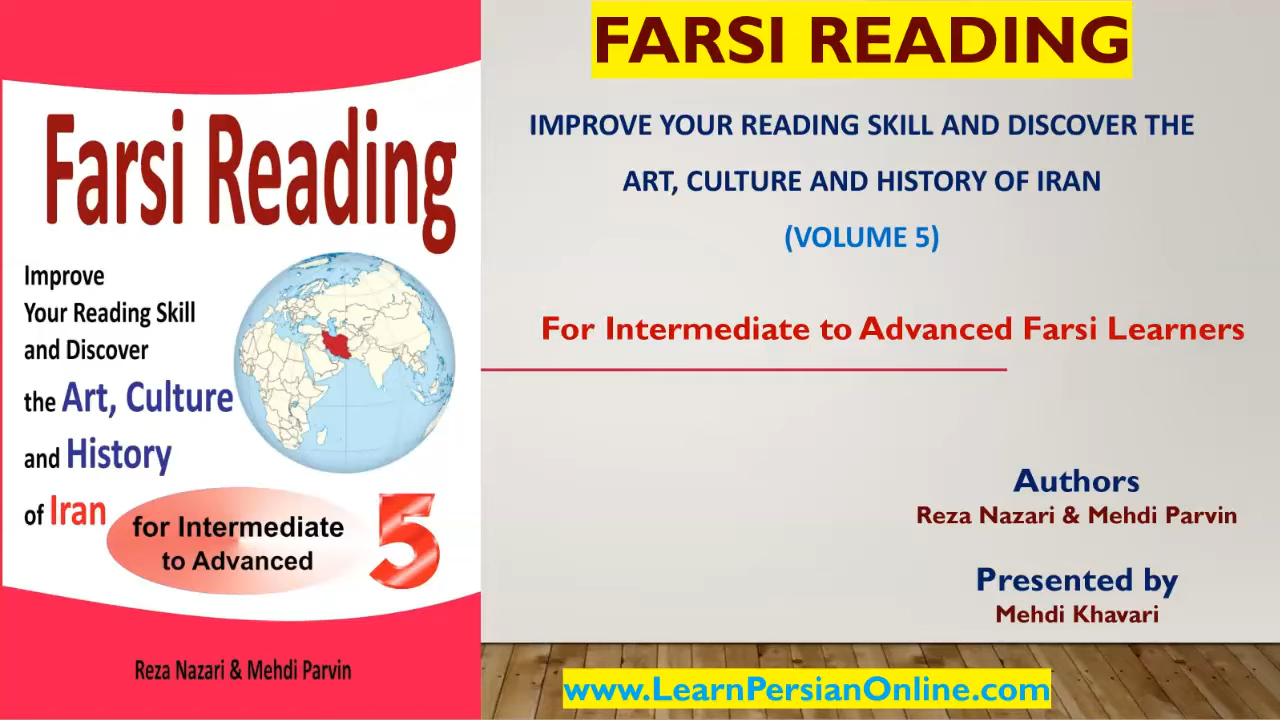 Farsi Reading
Improve
Your Reading Skill
and Discover
the Art, Culture
and History
of Iran
for Intermediate
to Advanced
5
Reza Nazari & Mehdi Parvin
FARSI READING
IMPROVE YOUR READING SKILL AND DISCOVER THE
ART, CULTURE AND HISTORY OF IRAN
(VOLUME 5)
For Intermediate to Advanced Farsi Learners
Authors
Reza Nazari & Mehdi Parvin
Presented by
Mehdi Khavari
www.LearnPersianOnline.com